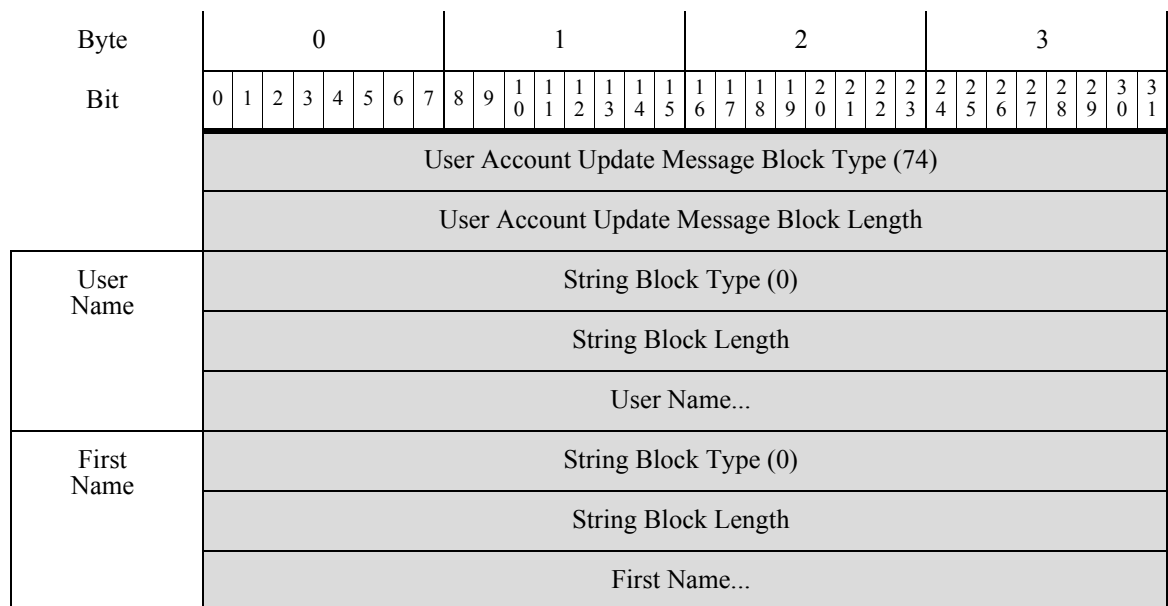 Byte 0 1 2 3
Bit 0 1 2 3 4 5 6 7 8 9 10 11 12 13 14 15 16 17 18 19 20 21 22 23 24 25 26 27 28 29 30 31
User Account Update Message Block Type (74)
User Account Update Message Block Length
User
Name
String Block Type (0)
String Block Length
User Name...
First
Name
String Block Type (0)
String Block Length
First Name...